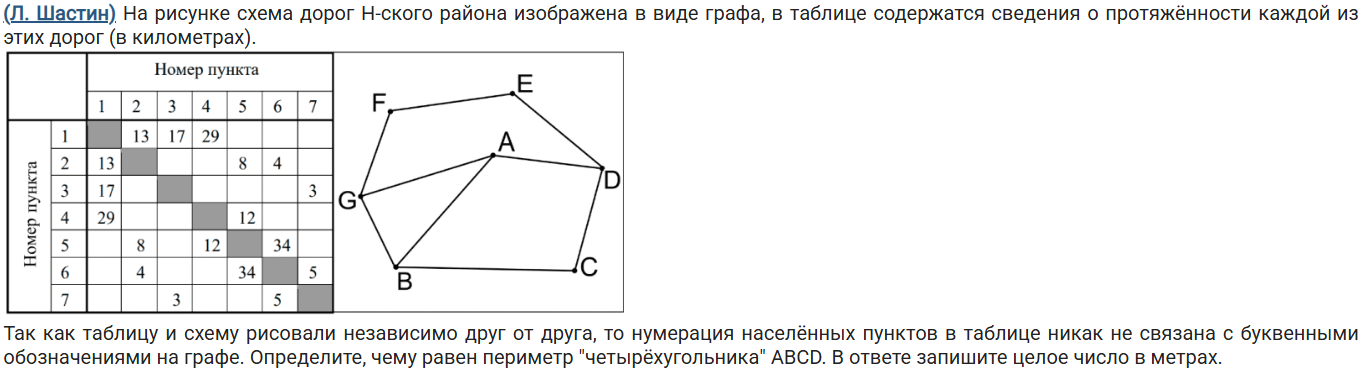 (Л. Шастин) На рисунке схема дорог Н-ского района изображена в виде графа, в таблице содержатся сведения о протяжённости каждой из
этих дорог (в километрах).
Номер пункта
1 2 3 4 5 6 7
Номер пункта
1 13 17 29
2 13 8 4
3 17 3
4 29 12
5 8 12 34
6 4 34 5
7 3 5
E
F
A
D
G
C
B
Так как таблицу и схему рисовали независимо друг от друга, то нумерация населённых пунктов в таблице никак не связана с буквенными
обозначениями на графе. Определите, чему равен периметр "четырёхугольника" ABCD. В ответе запишите целое число в метрах.